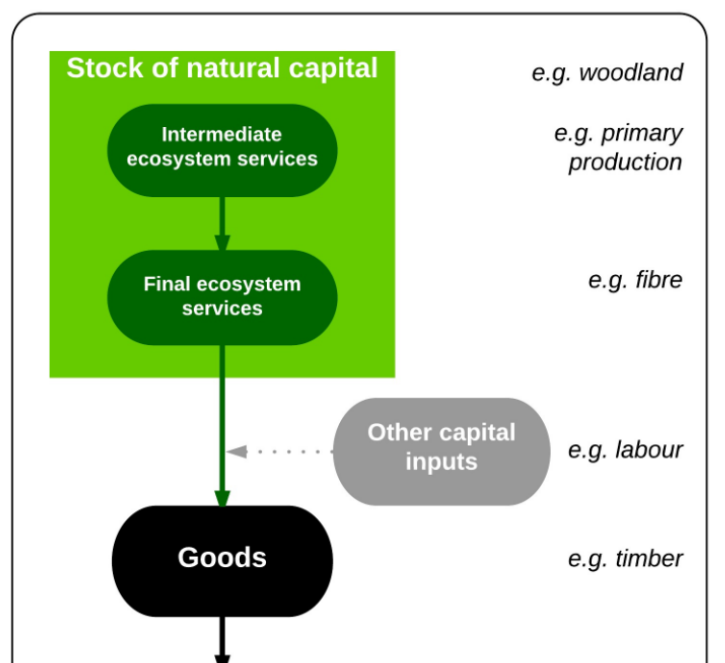 Stock of natural capital
e.g. woodland
Intermediate
ecosystem services
e.g. primary
production
Final ecosystem
services
e.g. fibre
Other capital
inputs
e.g. labour
Goods
e.g. timber